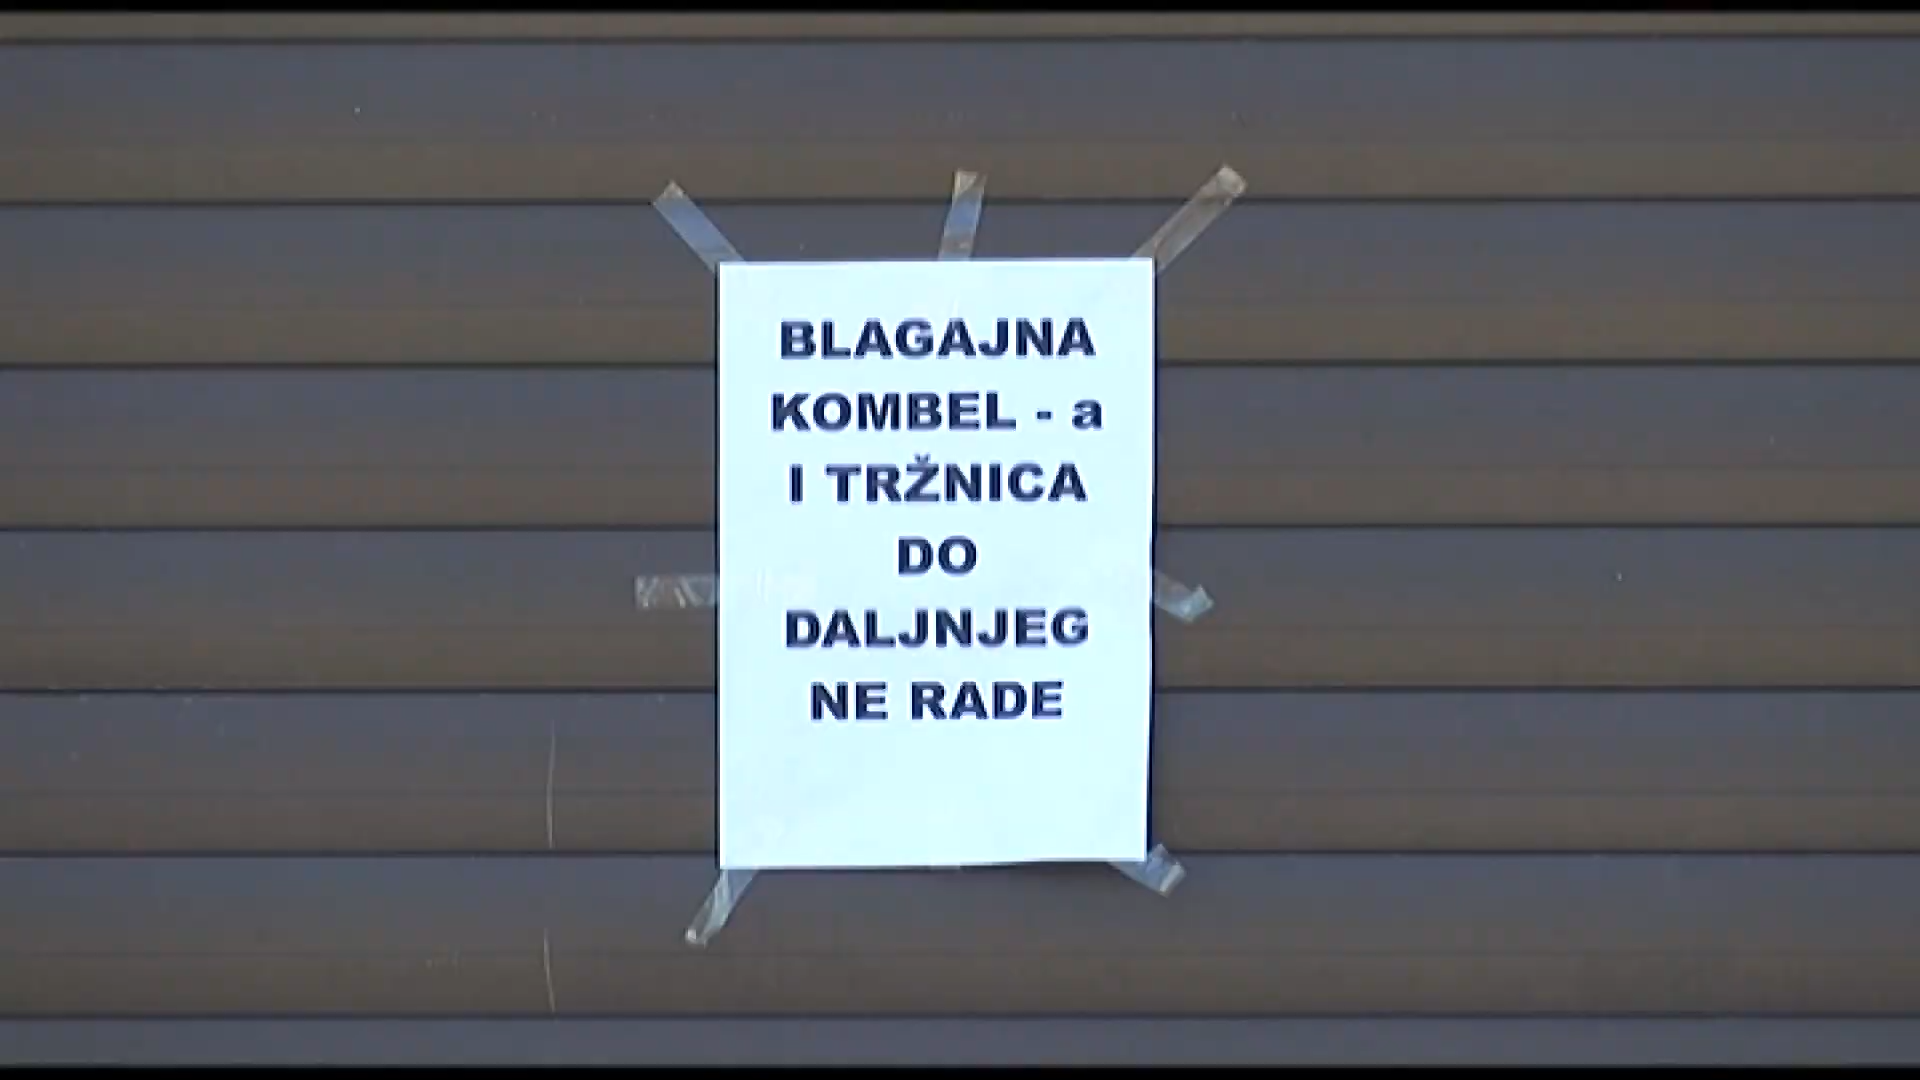 BLAGAJNA
KOMBEL - a
I TRŽNICA
DO
DALJNJEG
NE RADE